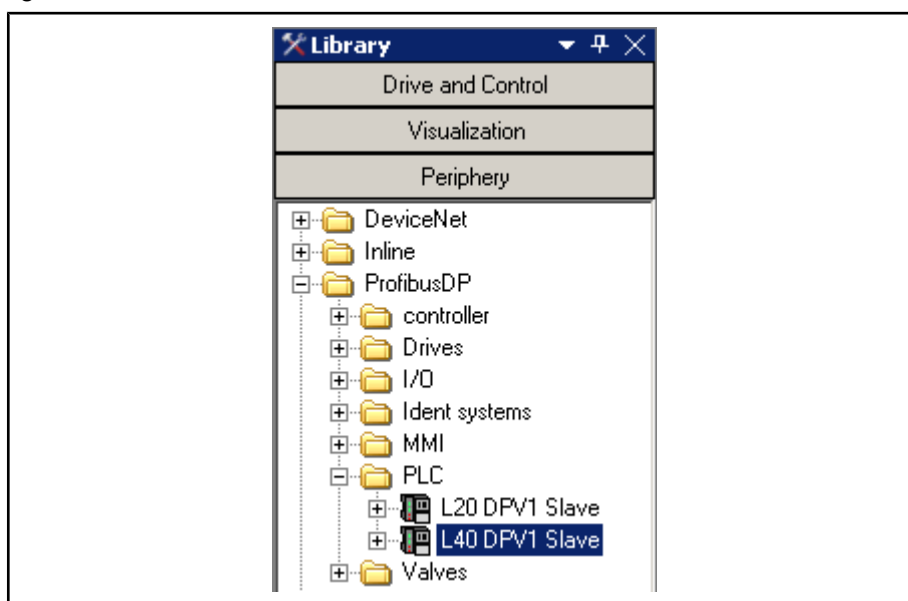 Library
Drive and Control
Visualization
Periphery
DeviceNet
Inline
ProfibusDP
controller
Drives
I/O
Ident systems
MMI
PLC
L20 DPV1 Slave
L40 DPV1 Slave
Valves